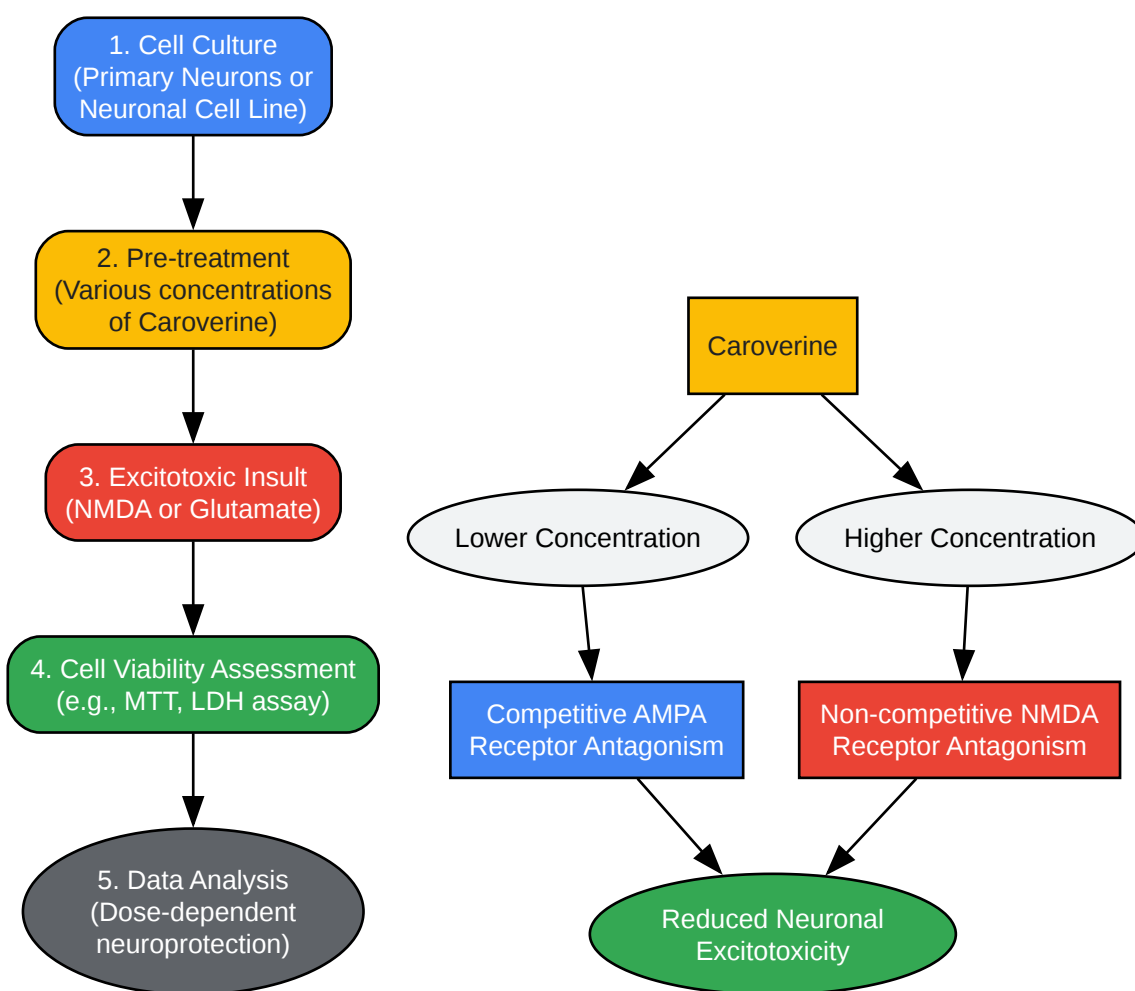 1. Cell Culture
(Primary Neurons or
Neuronal Cell Line)
2. Pre-treatment
(Various concentrations
of Caroverine)
3. Excitotoxic Insult
(NMDA or Glutamate)
4. Cell Viability Assessment
(e.g., MTT, LDH assay)
5. Data Analysis
(Dose-dependent
neuroprotection)
Caroverine
Lower Concentration
Higher Concentration
Competitive AMPA
Receptor Antagonism
Non-competitive NMDA
Receptor Antagonism
Reduced Neuronal
Excitotoxicity